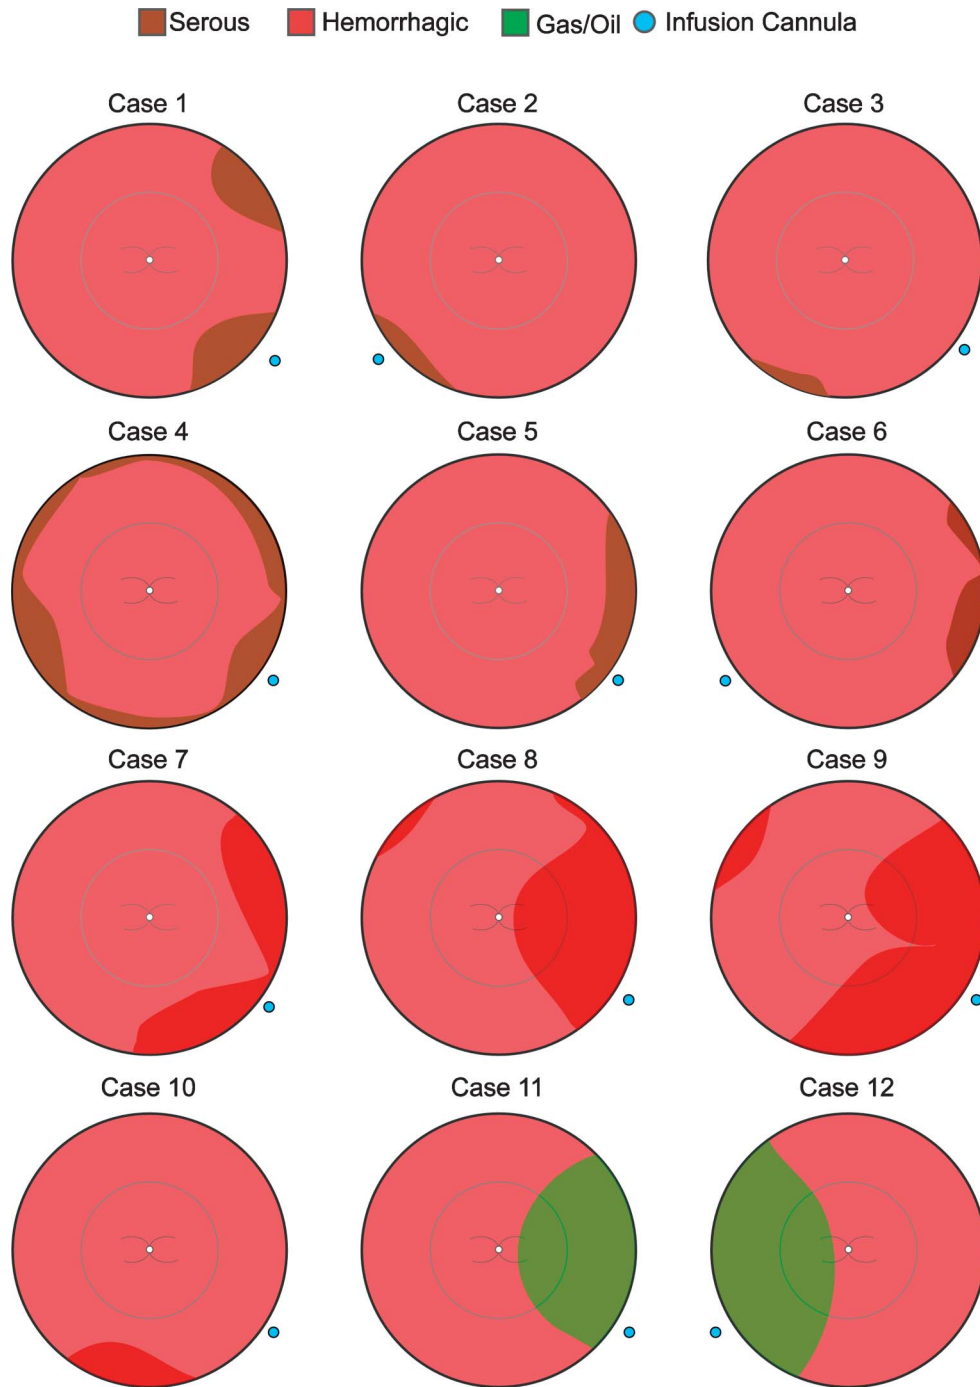 Serous Hemorrhagic Gas/Oil Infusion Cannula
Case 1 Case 2 Case 3
Case 4 Case 5 Case 6
Case 7 Case 8 Case 9
Case 10 Case 11 Case 12